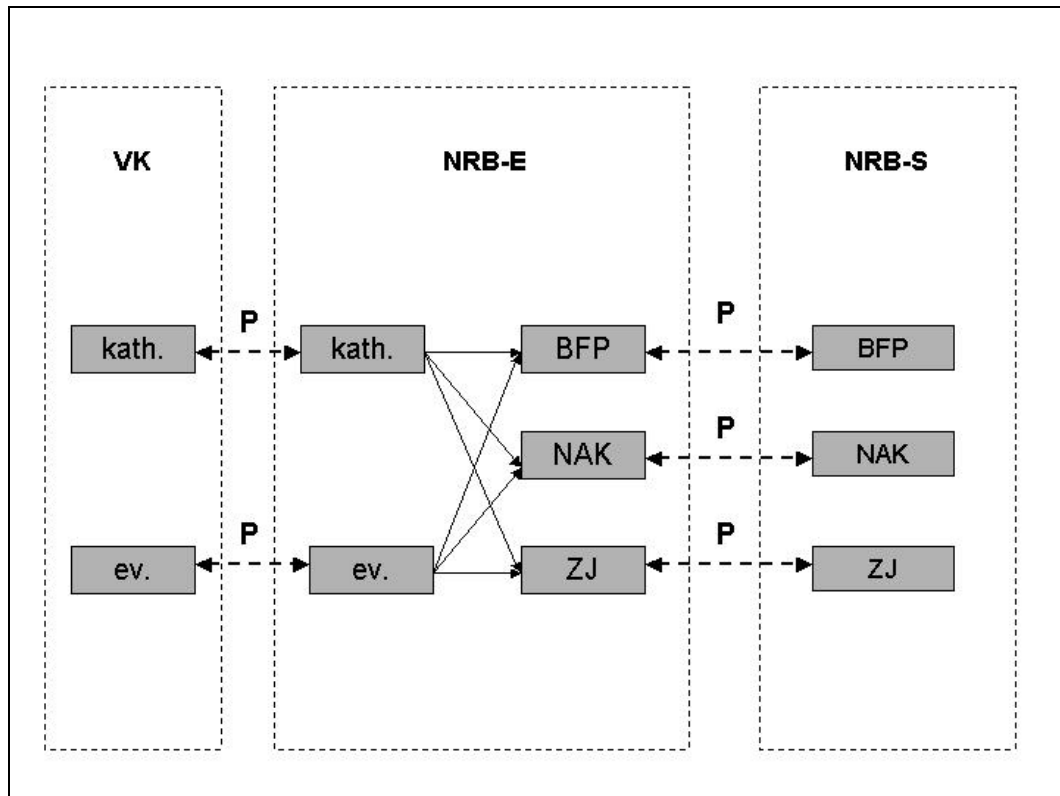 VK NRB-E NRB-S
P P
kath. kath. BFP BFP
P
NAK NAK
P P
ev. ev. ZJ ZJ